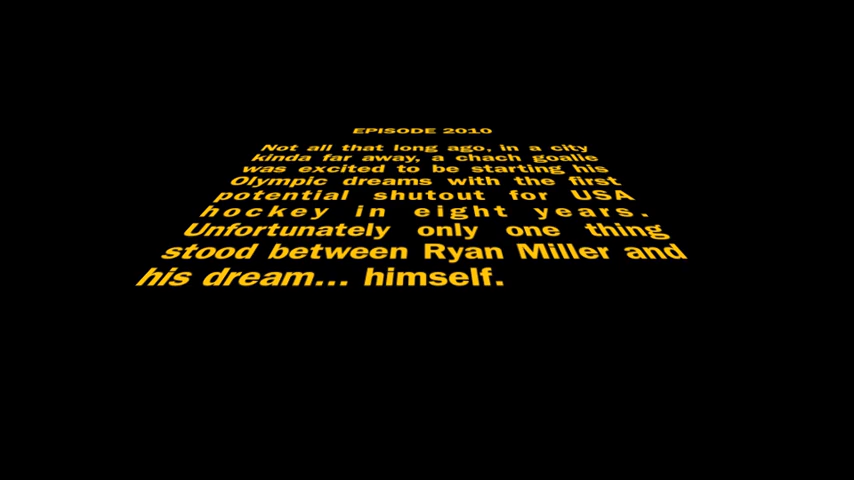 EPISODE 2010
Not all that long ago, in a city
kinda far away, a chach goalie
was excited to be starting his
Olympic dreams with the first
potential shutout for USA
hockey in eight years.
Unfortunately only one thing
stood between Ryan Miller and
his dream... himself.